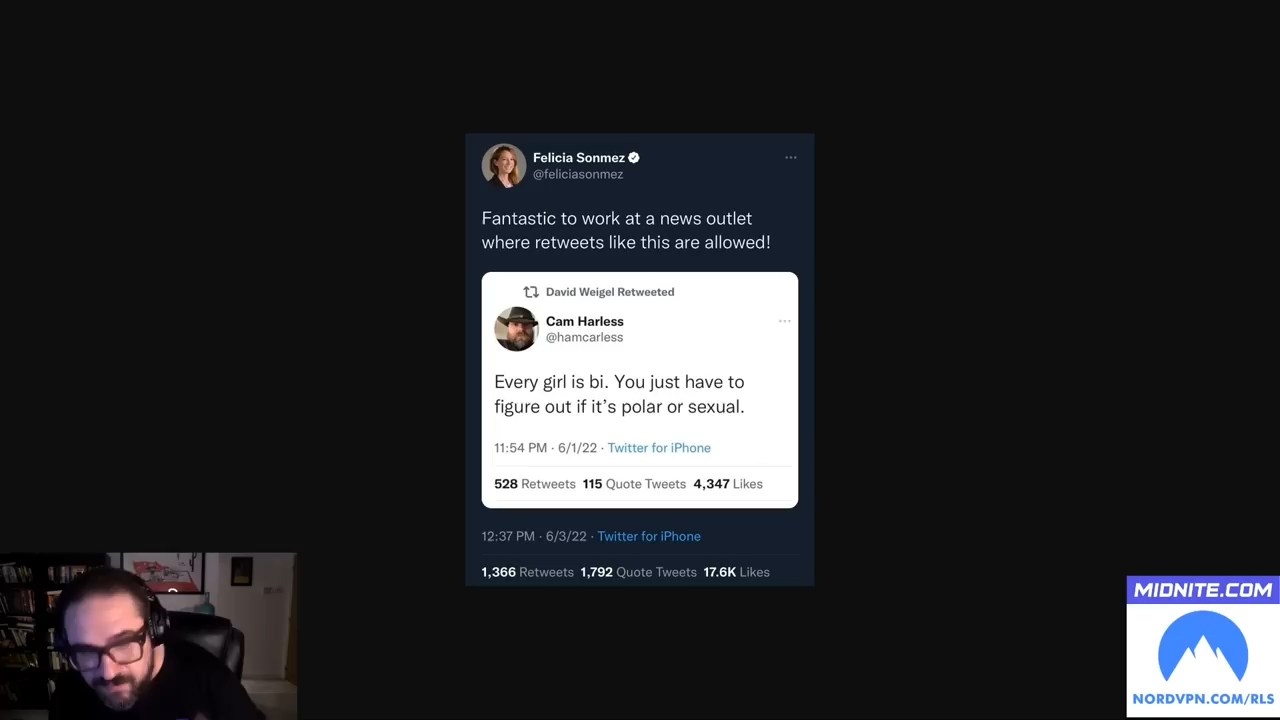 Felicia Sonmez
@feliciasonmez
Fantastic to work at a news outlet
where retweets like this are allowed!
David Weigel Retweeted
Cam Harless
@hamcarless
Every girl is bi. You just have to
figure out if it’s polar or sexual.
11:54 PM · 6/1/22 · Twitter for iPhone
528 Retweets 115 Quote Tweets 4,347 Likes
12:37 PM · 6/3/22 · Twitter for iPhone
1,366 Retweets 1,792 Quote Tweets 17.6K Likes
MIDNITE.COM
NORDVPN.COM/RLS